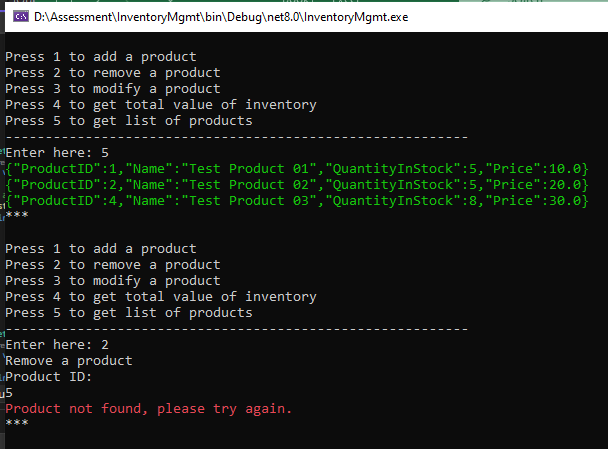 D:\Assessment\InventoryMgmt\bin\Debug\net8.0\InventoryMgmt.exe
Press 1 to add a product
Press 2 to remove a product
Press 3 to modify a product
Press 4 to get total value of inventory
Press 5 to get list of products
----------------------------------------------------------
Enter here: 5
{"ProductID":1,"Name":"Test Product 01","QuantityInStock":5,"Price":10.0}
{"ProductID":2,"Name":"Test Product 02","QuantityInStock":5,"Price":20.0}
{"ProductID":4,"Name":"Test Product 03","QuantityInStock":8,"Price":30.0}
***
Press 1 to add a product
Press 2 to remove a product
Press 3 to modify a product
Press 4 to get total value of inventory
Press 5 to get list of products
----------------------------------------------------------
Enter here: 2
Remove a product
Product ID:
5
Product not found, please try again.
***